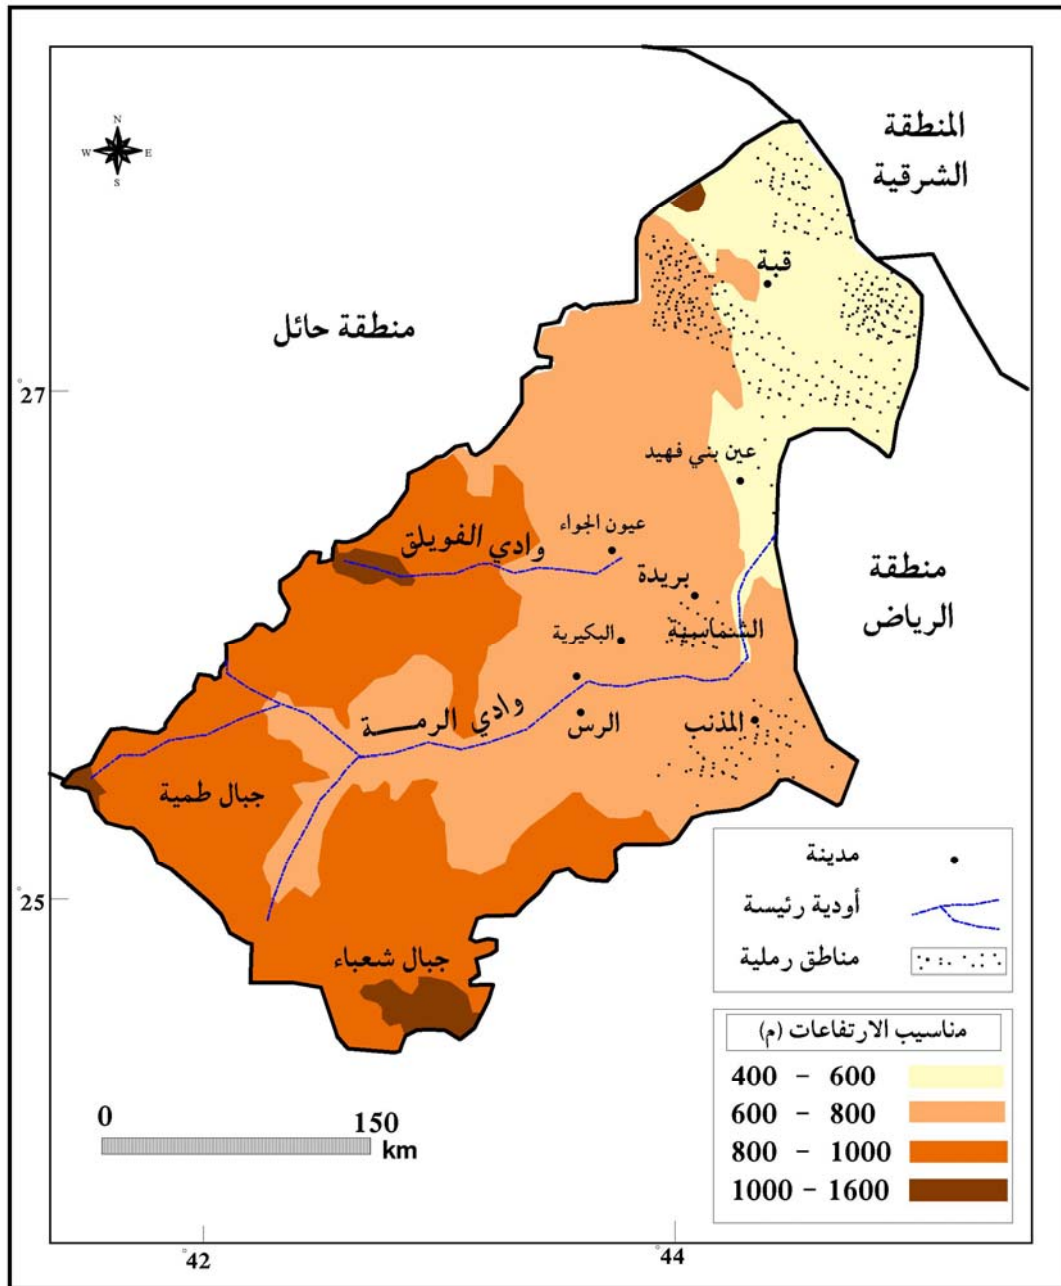 N
W
E
S
المنطقة
الشرقية
قبة
منطقة حائل
27
عين بني فهيد
عيون الجواء
وادي الفويلق
منطقة
الرياض
بريدة
الشماسية
البكيرية
وادي الرمـــة
الرس
المذنب
جبال طمية
25
جبال شعباء
مدينة
أودية رئيسة
مناطق رملية
مناسيب الارتفاعات (م)
400 - 600
600 - 800
800 - 1000
1000 - 1600
0
150
km
°42
°44